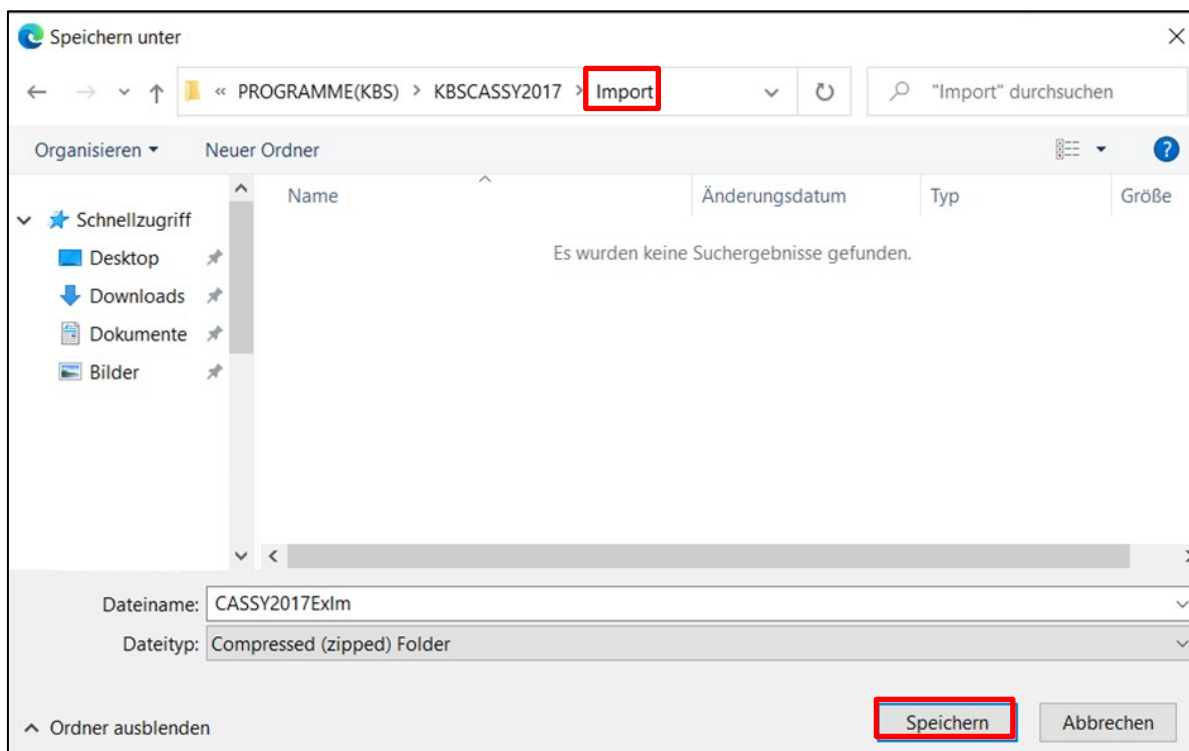 Speichern unter
« PROGRAMME(KBS) > KBSCASSY2017 > Import
"Import" durchsuchen
Organisieren
Neuer Ordner
Name
Änderungsdatum
Typ
Größe
Schnellzugriff
Desktop
Downloads
Dokumente
Bilder
Es wurden keine Suchergebnisse gefunden.
Dateiname: CASSY2017ExIm
Dateityp: Compressed (zipped) Folder
Ordner ausblenden
Speichern
Abbrechen